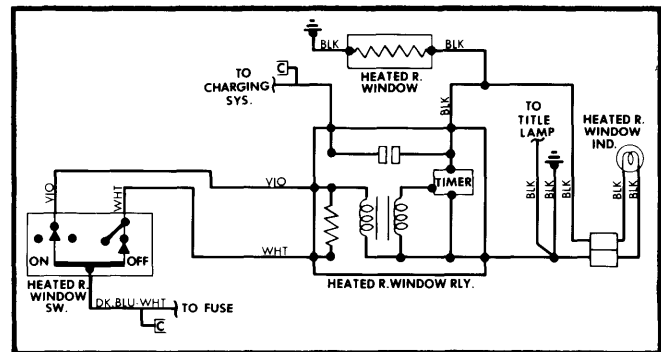 BLK
BLK
HEATED R.
WINDOW
C
TO
CHARGING
SYS.
BLK
TO
TITLE
LAMP
HEATED R.
WINDOW
IND.
TIMER
VIO
WHT
VIO
WHT
BLK
BLK
BLK
BLK
BLK
ON
OFF
HEATED R.
WINDOW
SW.
HEATED R.WINDOW RLY.
DK.BLU-WHT
TO FUSE
C